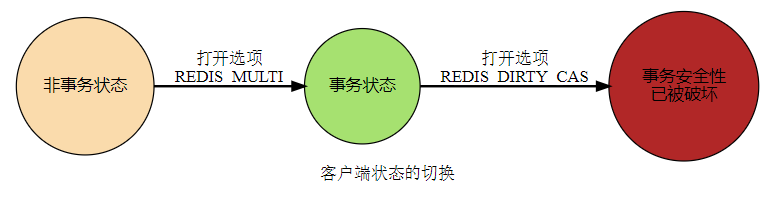 非事务状态
打开选项
REDIS_MULTI
事务状态
打开选项
REDIS_DIRTY_CAS
事务安全性
已被破坏
客户端状态的切换